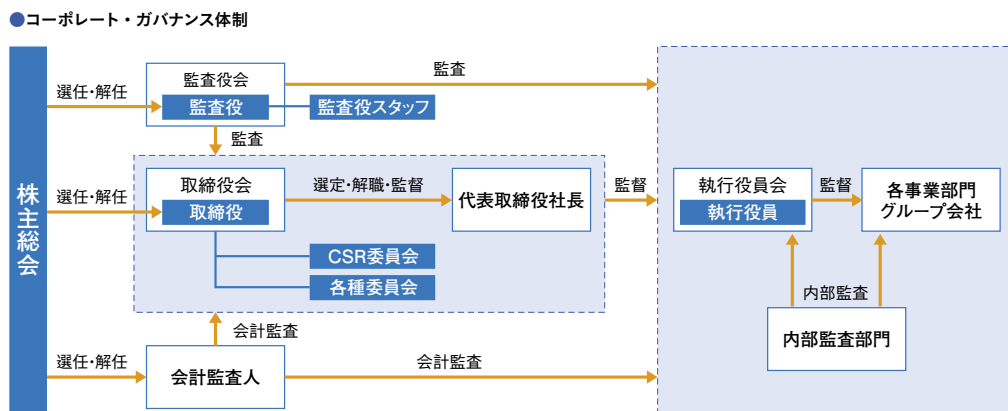 ●コーポレート・ガバナンス体制
株主総会
選任・解任
監査役会
監査役
監査役スタッフ
監査
監査
選任・解任
取締役会
取締役
選定・解職・監督
代表取締役社長
監督
CSR委員会
各種委員会
執行役員会
執行役員
監督
各事業部門
グループ会社
内部監査
内部監査部門
会計監査
選任・解任
会計監査人
会計監査